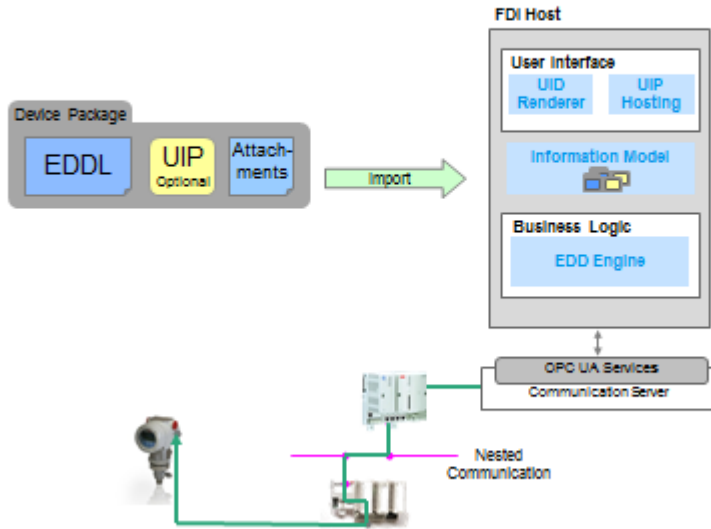 FDI Host
User Interface
UID
Renderer
UIP
Hosting
Device Package
EDDL
UIP
Optional
Attach-
ments
Import
Information Model
Business Logic
EDD Engine
OPC UA Services
Communication Server
Nested
Communication